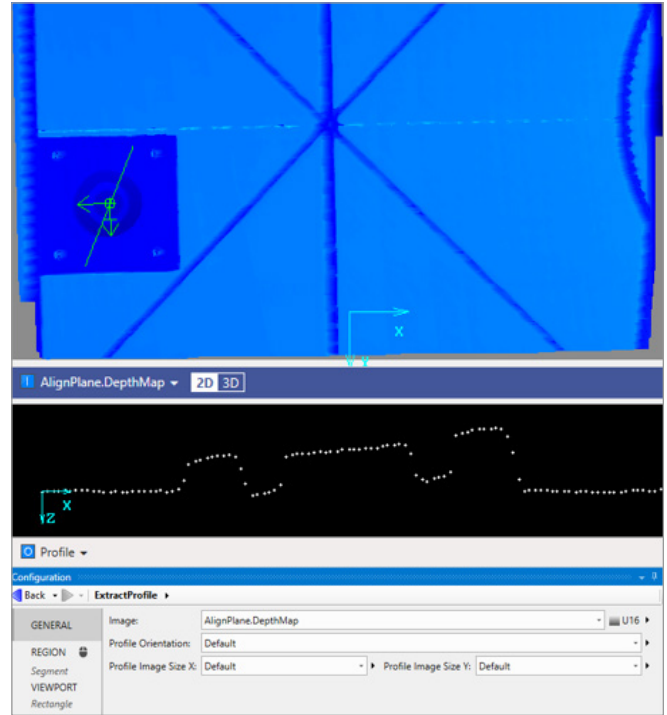 X
Y
AlignPlane.DepthMap 2D 3D
X
Z
Profile
Configuration
Back ExtractProfile
GENERAL Image: AlignPlane.DepthMap U16
Profile Orientation: Default
REGION
Profile Image Size X: Default Profile Image Size Y: Default
Segment
VIEWPORT
Rectangle